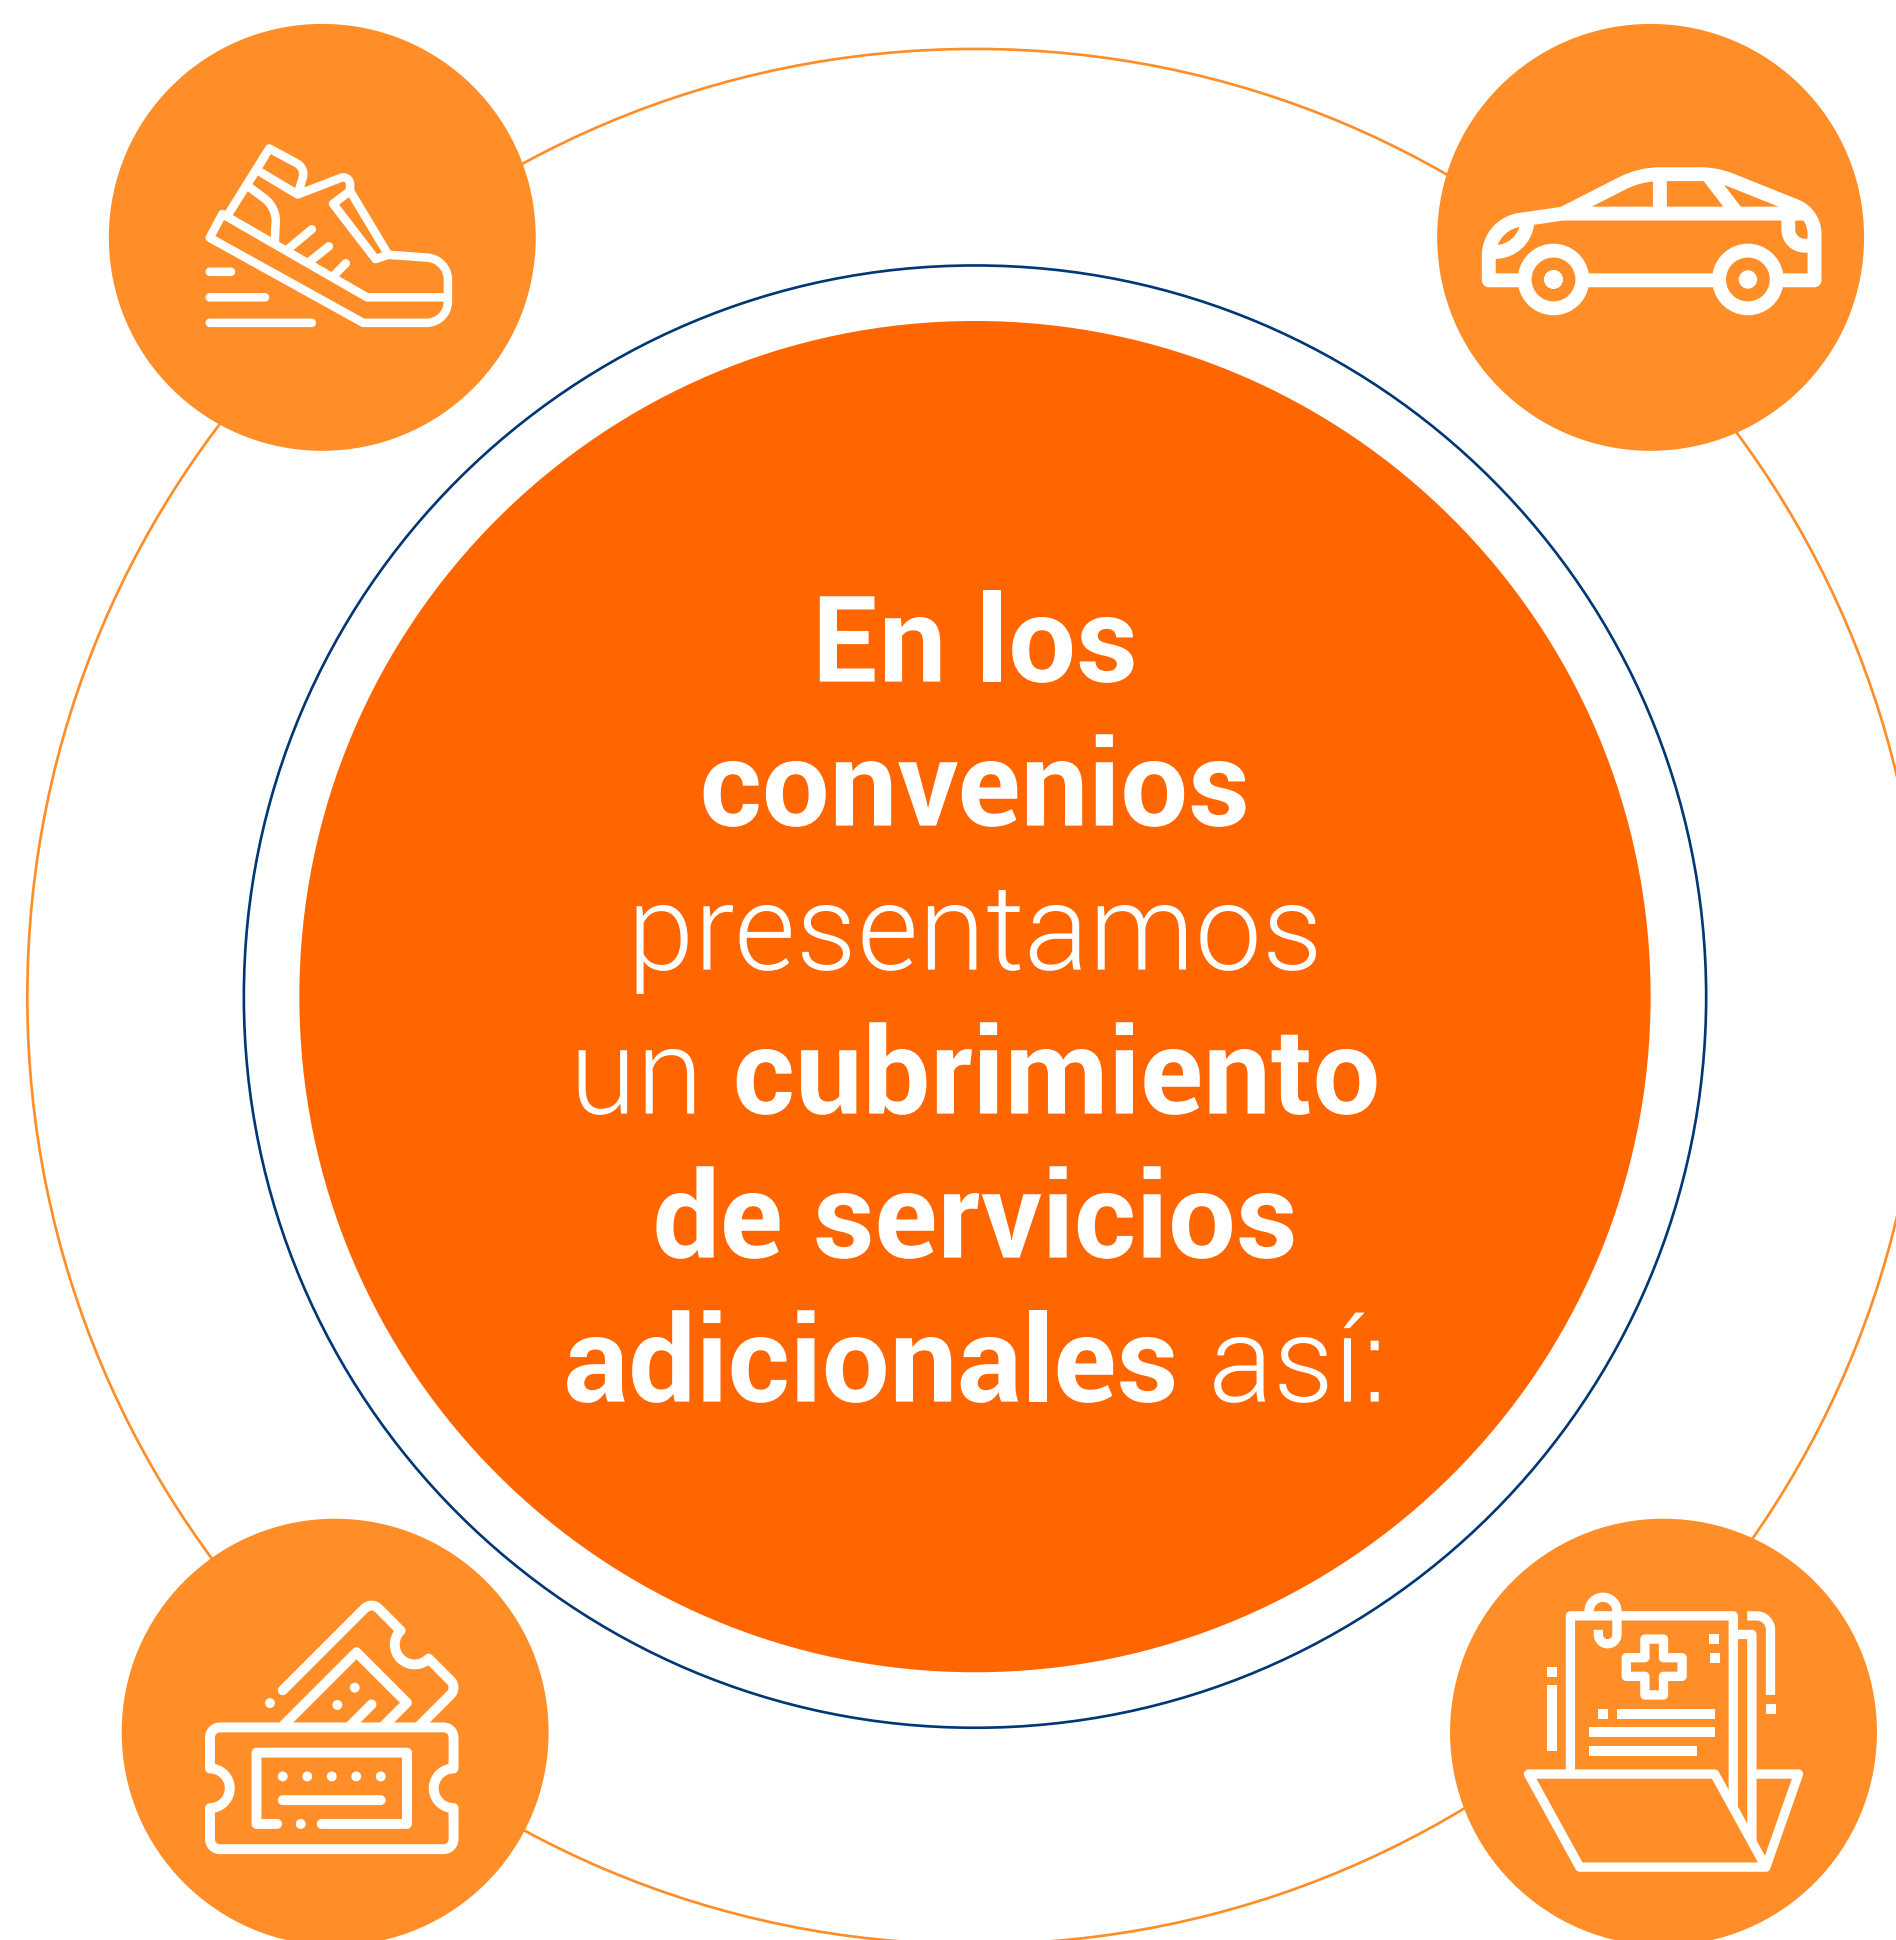 En los
convenios
presentamos
un cubrimiento
de servicios
adicionales así: